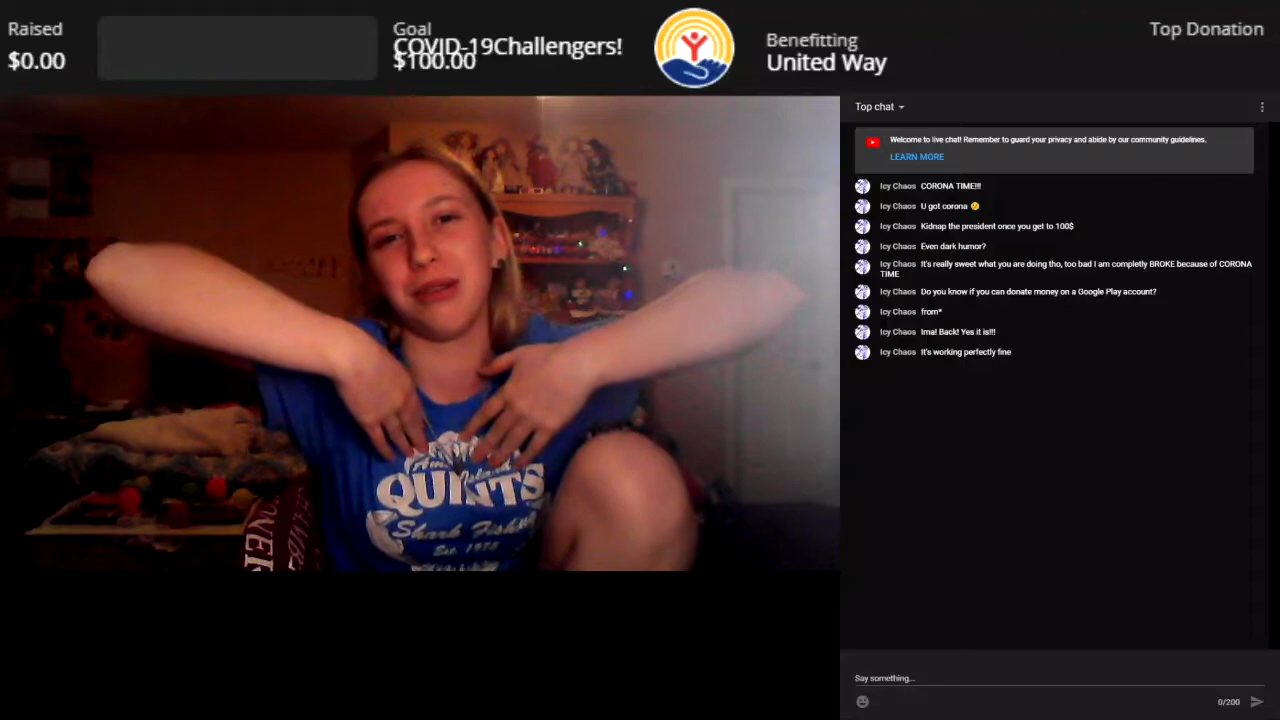 Raised
$0.00
Goal
COVID-19Challengers!
$100.00
Benefitting
United Way
Top Donation
Top chat
Welcome to live chat! Remember to guard your privacy and abide by our community guidelines.
LEARN MORE
Icy Chaos CORONA TIME!!!
Icy Chaos U got corona 🤔
Icy Chaos Kidnap the president once you get to 100$
Icy Chaos Even dark humor?
Icy Chaos It's really sweet what you are doing tho, too bad I am completly BROKE because of CORONA
TIME
Icy Chaos Do you know if you can donate money on a Google Play account?
Icy Chaos from*
Icy Chaos Ima! Back! Yes it is!!!
Icy Chaos It's working perfectly fine
QUINTS
Shark Fishing
Est. 1975
Say something...
0/200